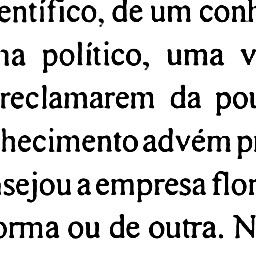 entífico, de um conh
na político, uma v
reclamarem da pou
hecimento advém pr
sejou a empresa flor
orma ou de outra. N